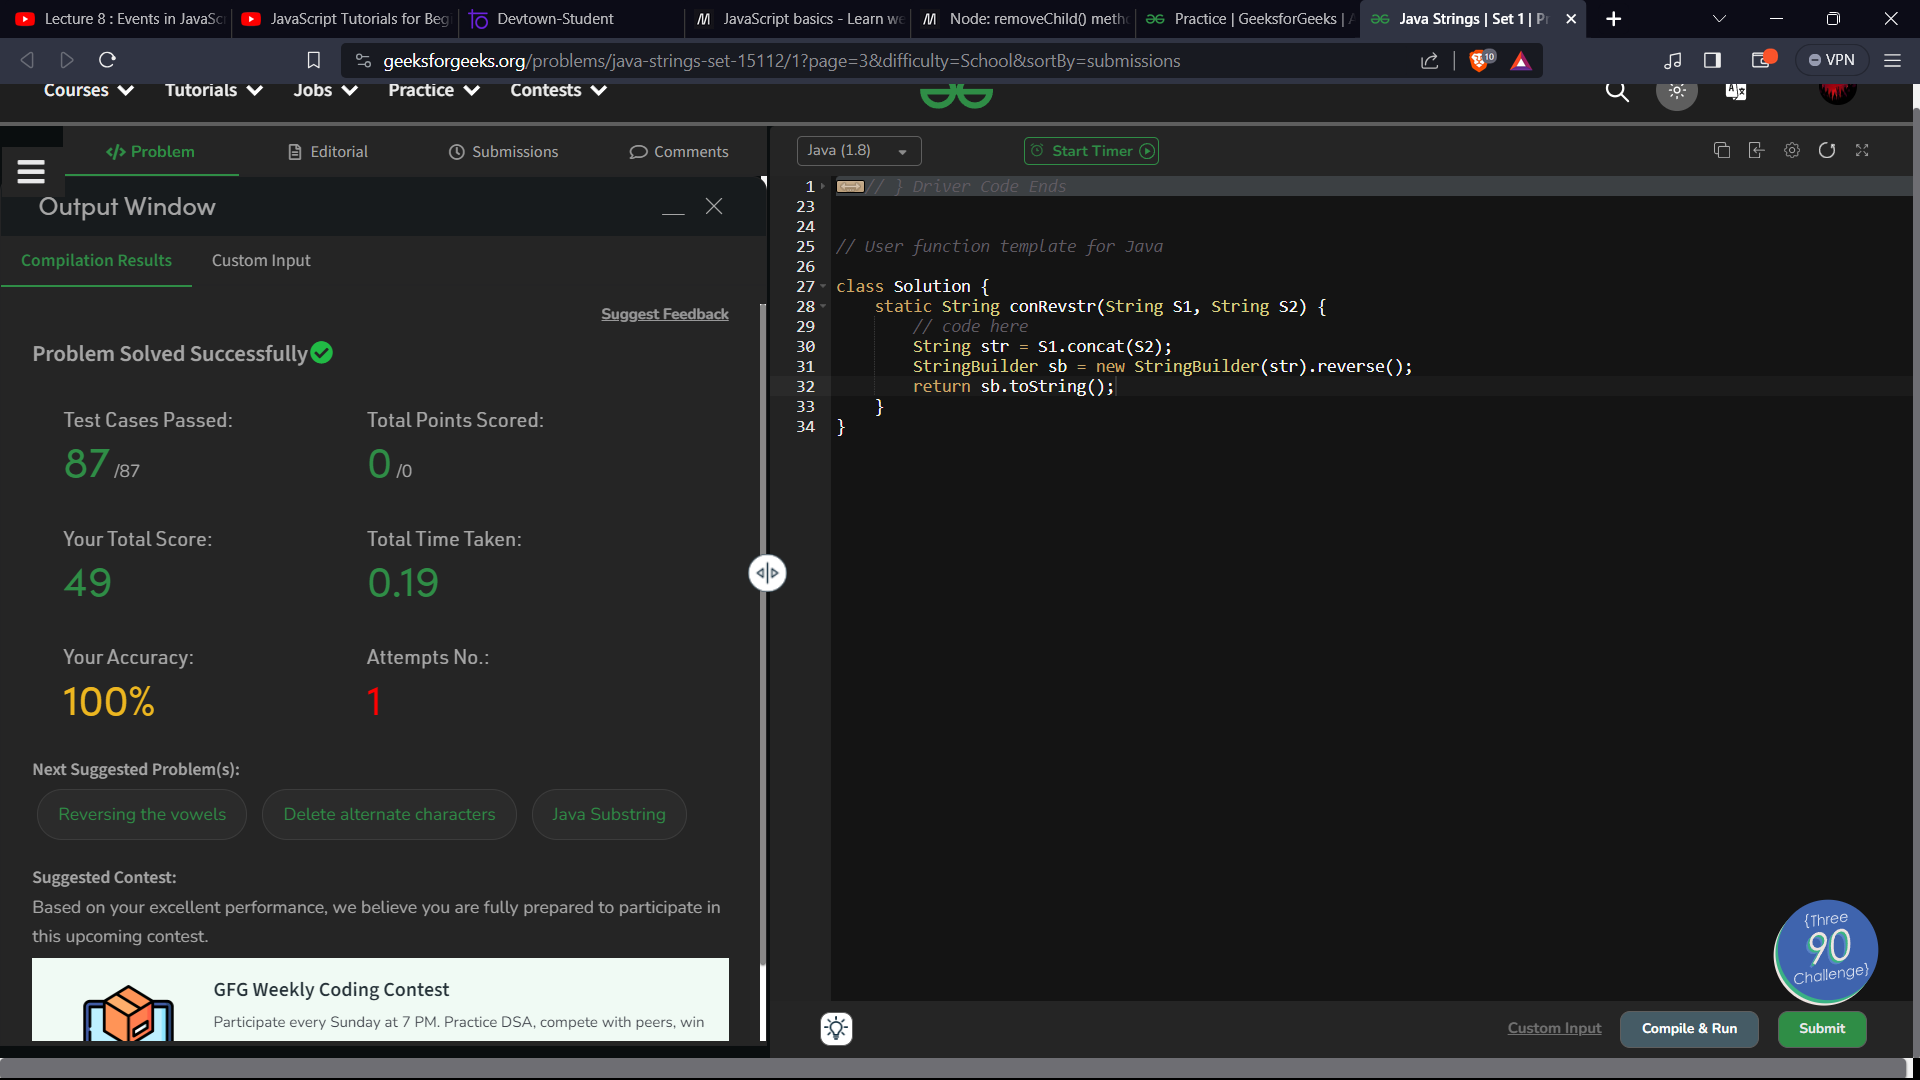 Lecture 8 : Events in JavaSc
JavaScript Tutorials for Beg
Devtown-Student
JavaScript basics - Learn we
Node: removeChild() metho
Practice | GeeksforGeeks | A
Java Strings | Set 1 | Pr
geeksforgeeks.org/problems/java-strings-set-15112/1?page=3&difficulty=School&sortBy=submissions
10
VPN
Courses
Tutorials
Jobs
Practice
Contests
</> Problem
Editorial
Submissions
Comments
Output Window
Compilation Results
Custom Input
Suggest Feedback
Problem Solved Successfully
Test Cases Passed:
87 /87
Total Points Scored:
0 /0
Your Total Score:
49
Total Time Taken:
0.19
Your Accuracy:
100%
Attempts No.:
1
Next Suggested Problem(s):
Reversing the vowels
Delete alternate characters
Java Substring
Suggested Contest:
Based on your excellent performance, we believe you are fully prepared to participate in
this upcoming contest.
GFG Weekly Coding Contest
Participate every Sunday at 7 PM. Practice DSA, compete with peers, win
Java (1.8)
Start Timer
1 // } Driver Code Ends
23
24
25 // User function template for Java
26
27 class Solution {
28 static String conRevstr(String S1, String S2) {
29 // code here
30 String str = S1.concat(S2);
31 StringBuilder sb = new StringBuilder(str).reverse();
32 return sb.toString();
33 }
34 }
{Three
90
Challenge}
Custom Input
Compile & Run
Submit